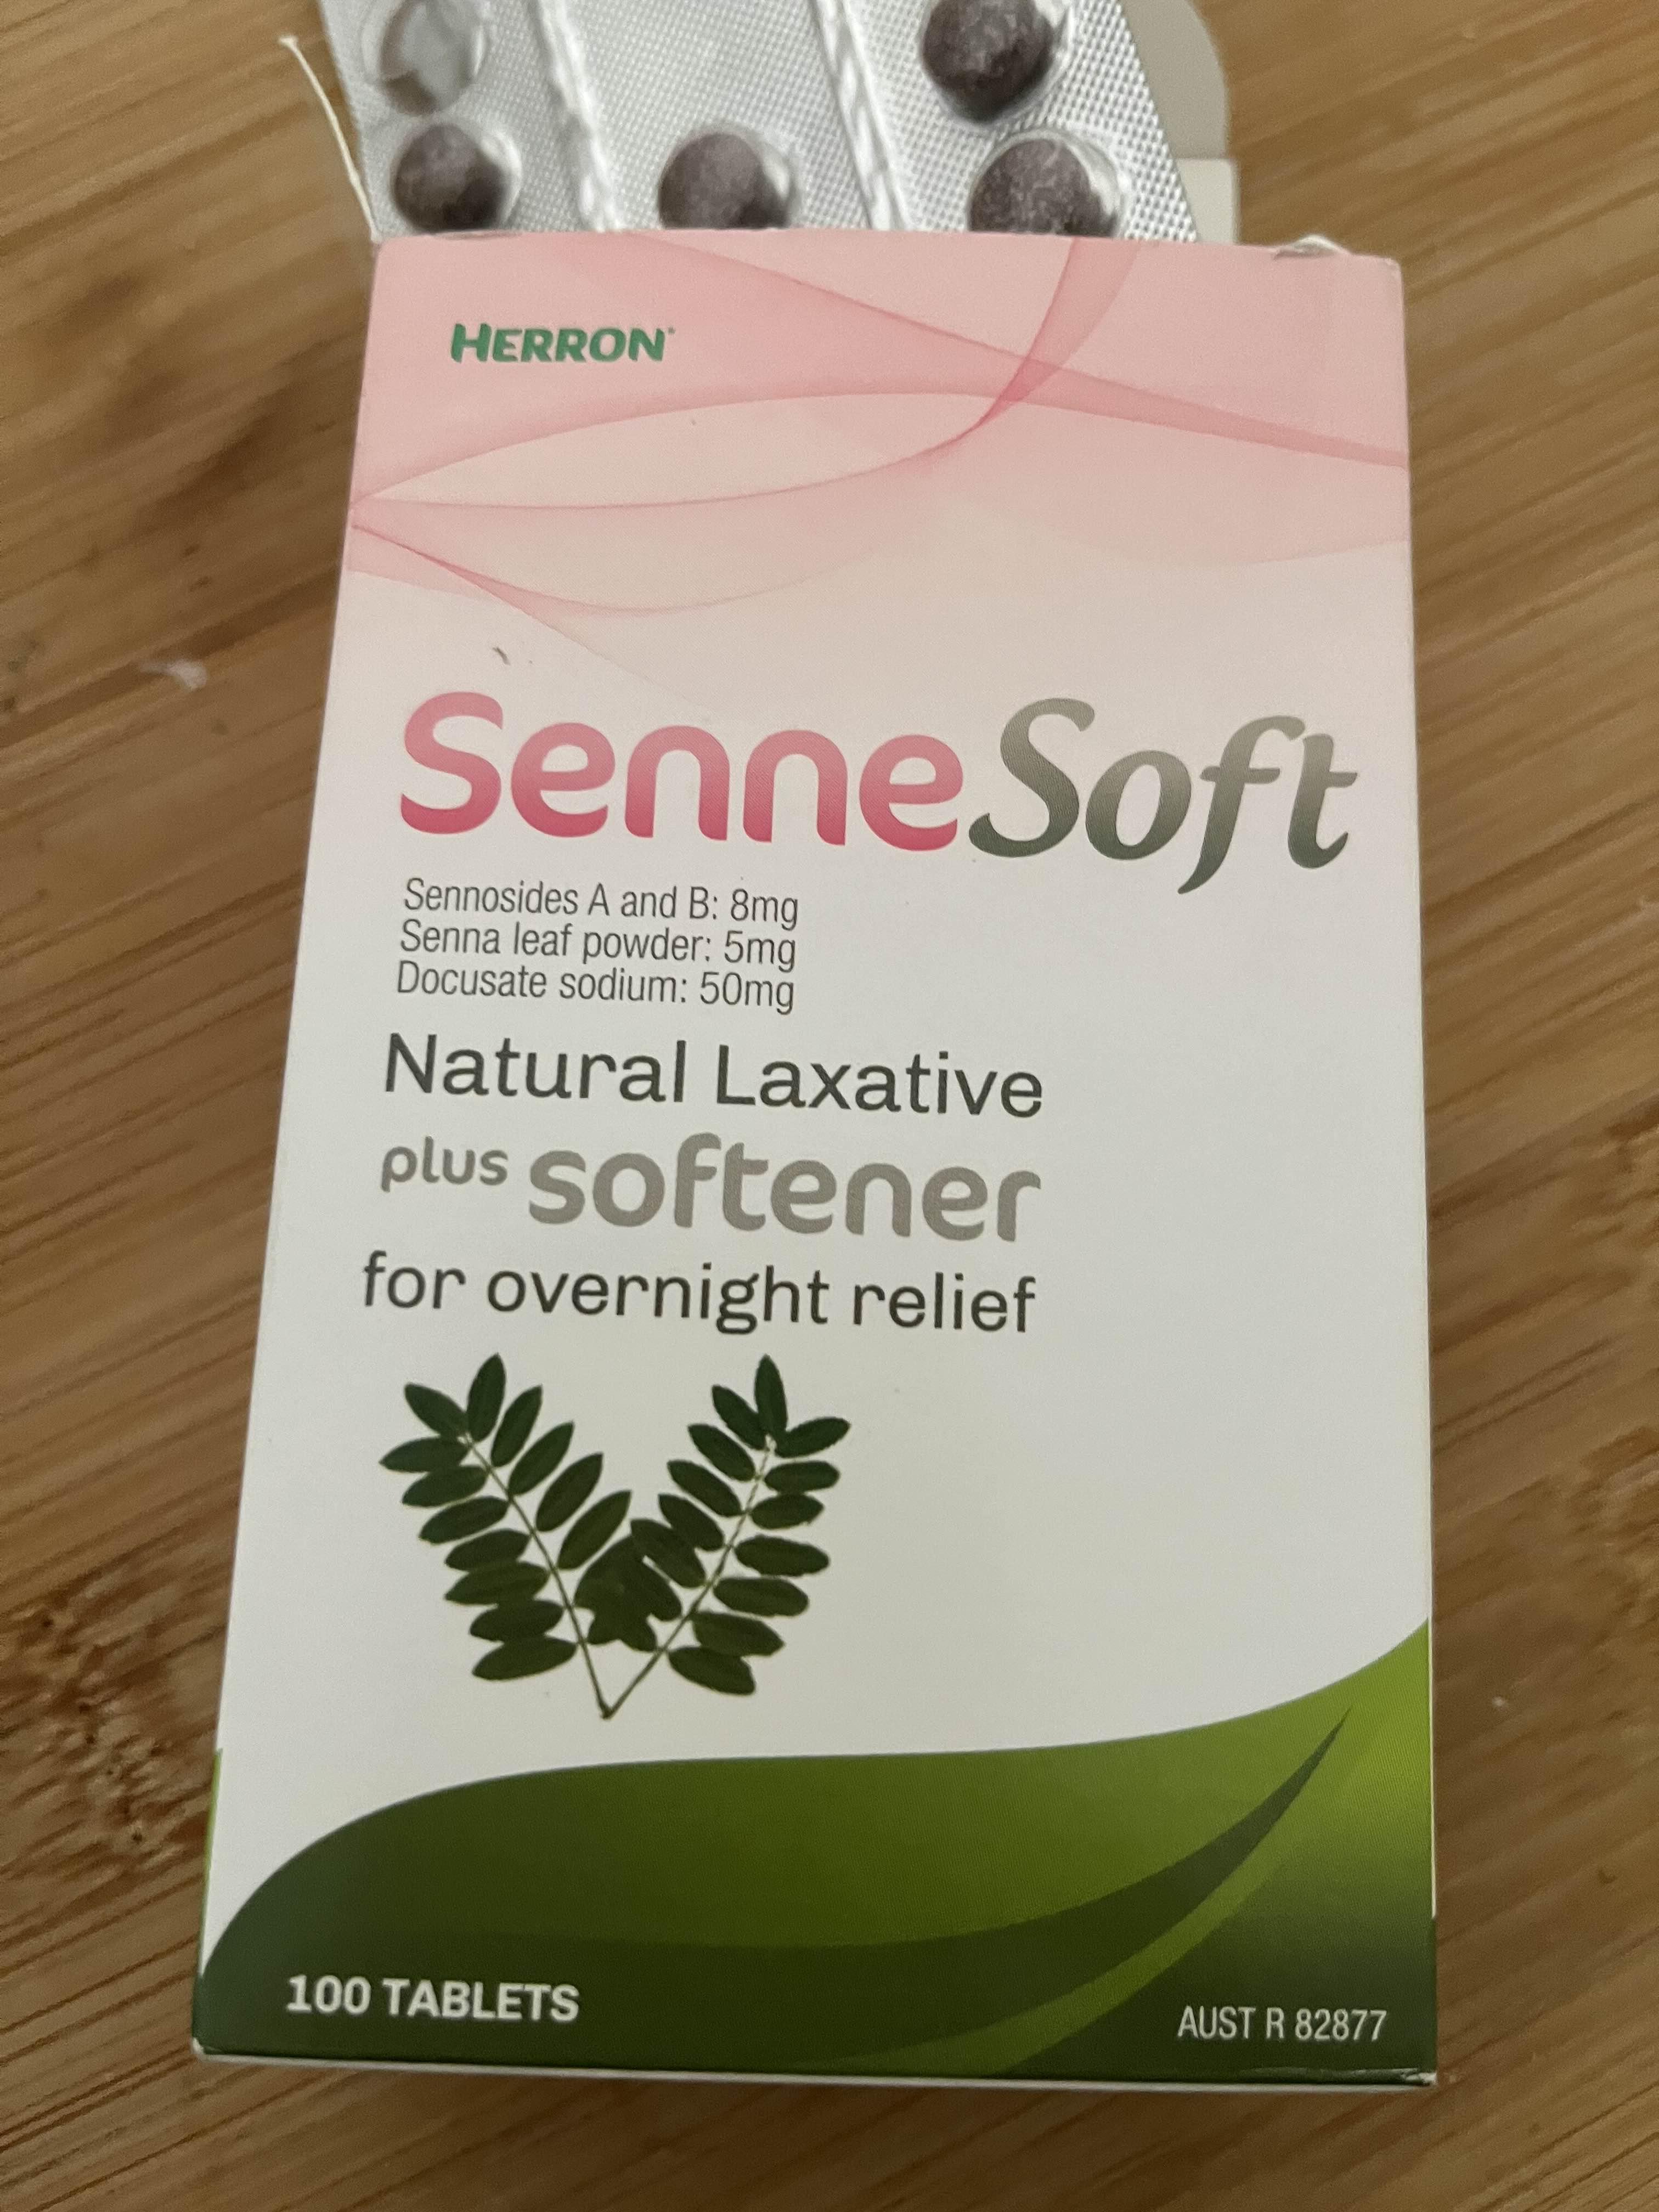 HERRON
SenneSoft
Sennosides A and B: 8mg
Senna leaf powder: 5mg
Docusate sodium: 50mg
Natural Laxative
plus softener
for overnight relief
100 TABLETS
AUST R 82877